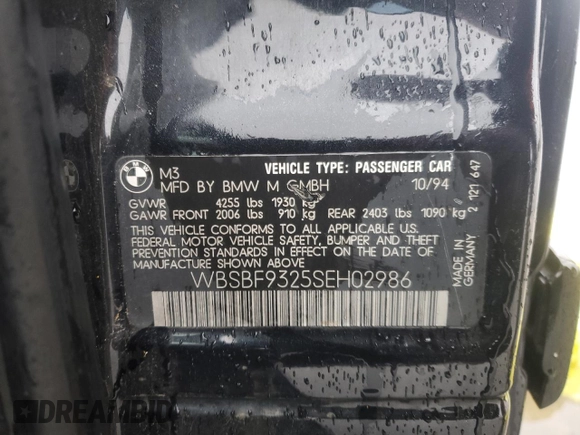 BMW
M3 VEHICLE TYPE: PASSENGER CAR
MFD BY BMW M GMBH 10/94
GVWR 4255 lbs 1930 kg
GAWR FRONT 2006 lbs 910 kg REAR 2403 lbs 1090 kg
THIS VEHICLE CONFORMS TO ALL APPLICABLE U.S.
FEDERAL MOTOR VEHICLE SAFETY, BUMPER AND THEFT
PREVENTION STANDARDS IN EFFECT ON THE DATE OF
MANUFACTURE SHOWN ABOVE
WBSBF9325SEH02986
2 121 647
MADE IN
GERMANY
DREAMBID